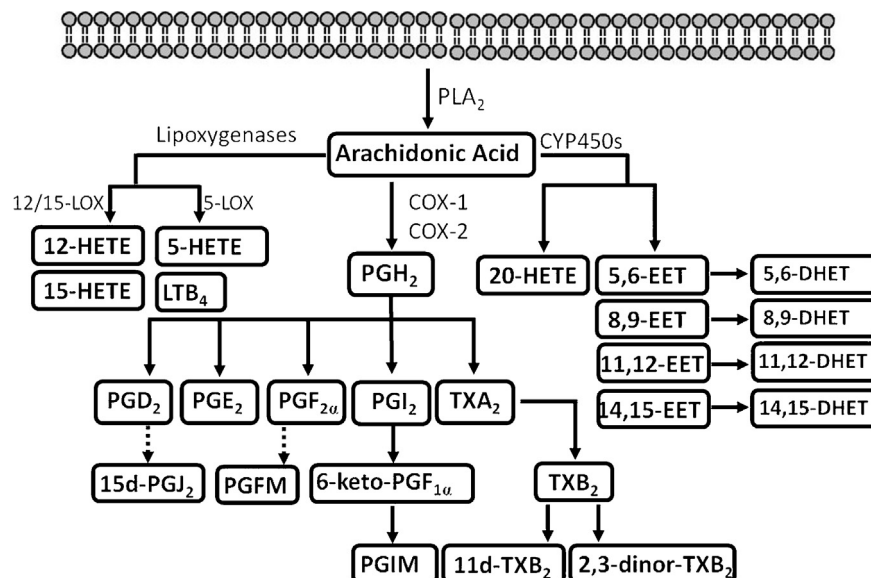 PLA₂
Lipoxygenases
Arachidonic Acid
CYP450s
12/15-LOX
5-LOX
COX-1
COX-2
12-HETE
5-HETE
15-HETE
LTB₄
PGH₂
20-HETE
5,6-EET
5,6-DHET
8,9-EET
8,9-DHET
11,12-EET
11,12-DHET
14,15-EET
14,15-DHET
PGD₂
PGE₂
PGF₂α
PGI₂
TXA₂
15d-PGJ₂
PGFM
6-keto-PGF₁α
TXB₂
PGIM
11d-TXB₂
2,3-dinor-TXB₂